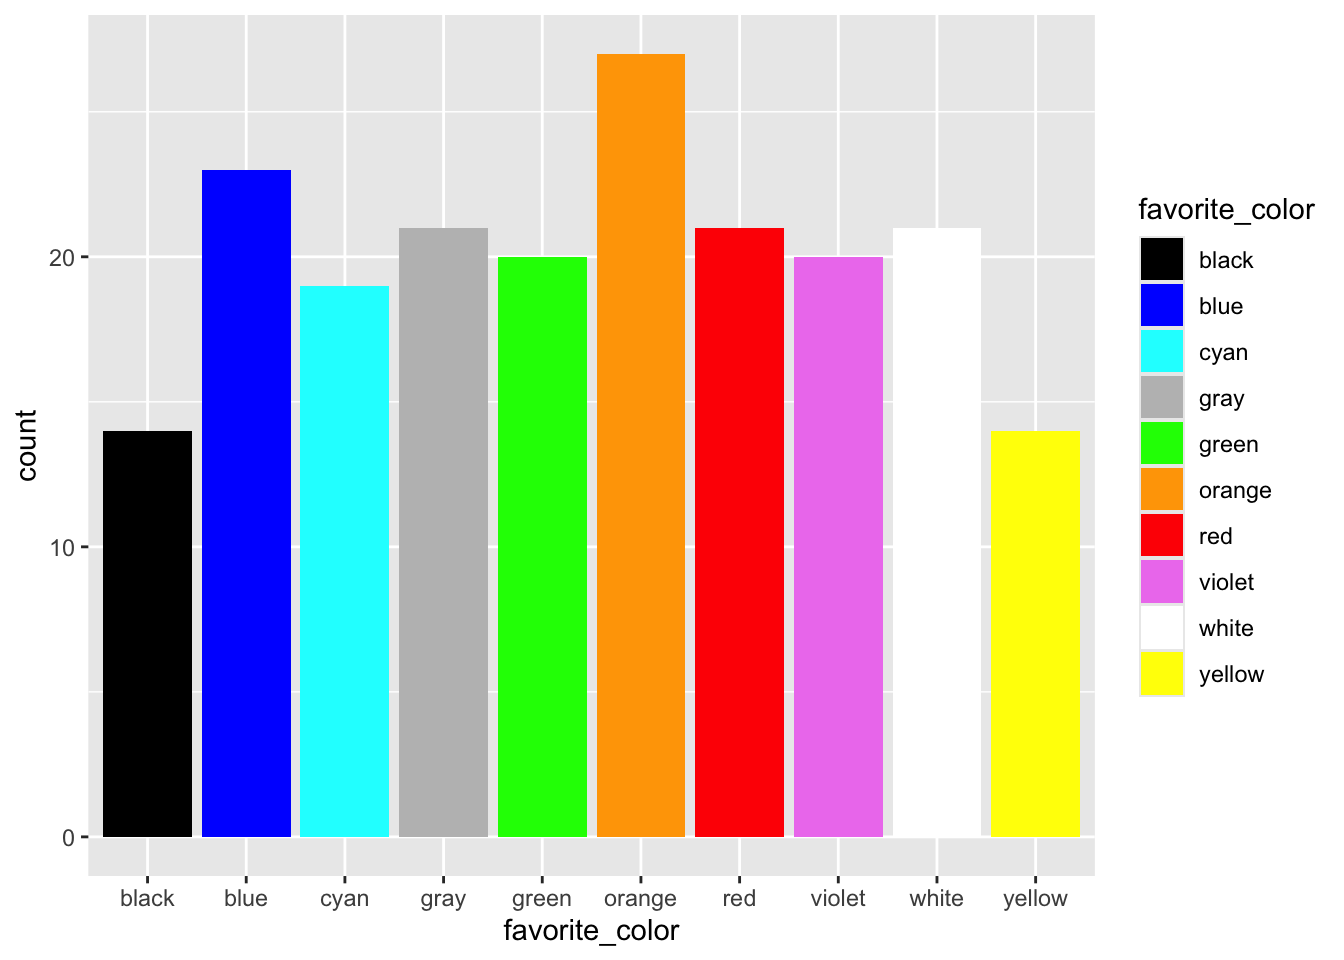 count
20
10
0
black blue cyan gray green orange red violet white yellow
favorite_color
favorite_color
black
blue
cyan
gray
green
orange
red
violet
white
yellow